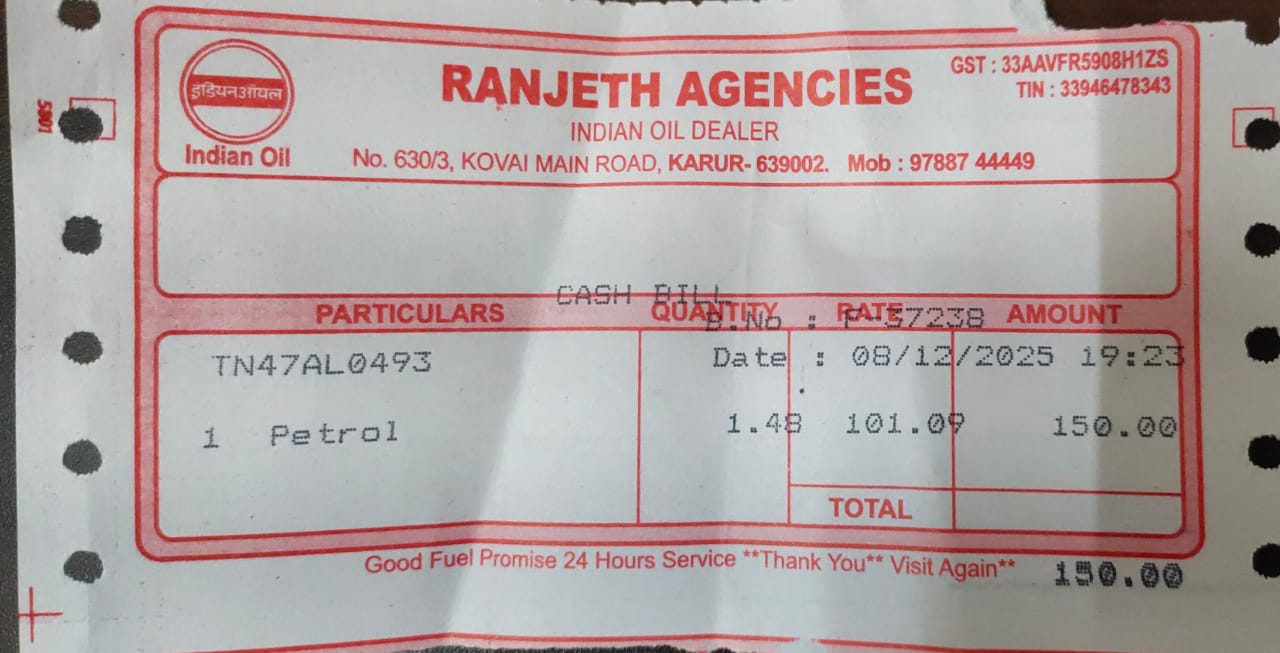 GST : 33AAVFR5908H1ZS
TIN : 33946478343
इंडियनऑयल
Indian Oil
RANJETH AGENCIES
INDIAN OIL DEALER
No. 630/3, KOVAI MAIN ROAD, KARUR- 639002. Mob : 97887 44449
5801
CASH BILL
PARTICULARS QUANTITY RATE AMOUNT
B.No : F-37238
TN47AL0493 Date : 08/12/2025 19:23
1 Petrol 1.48 101.09 150.00
TOTAL
Good Fuel Promise 24 Hours Service **Thank You** Visit Again**
150.00